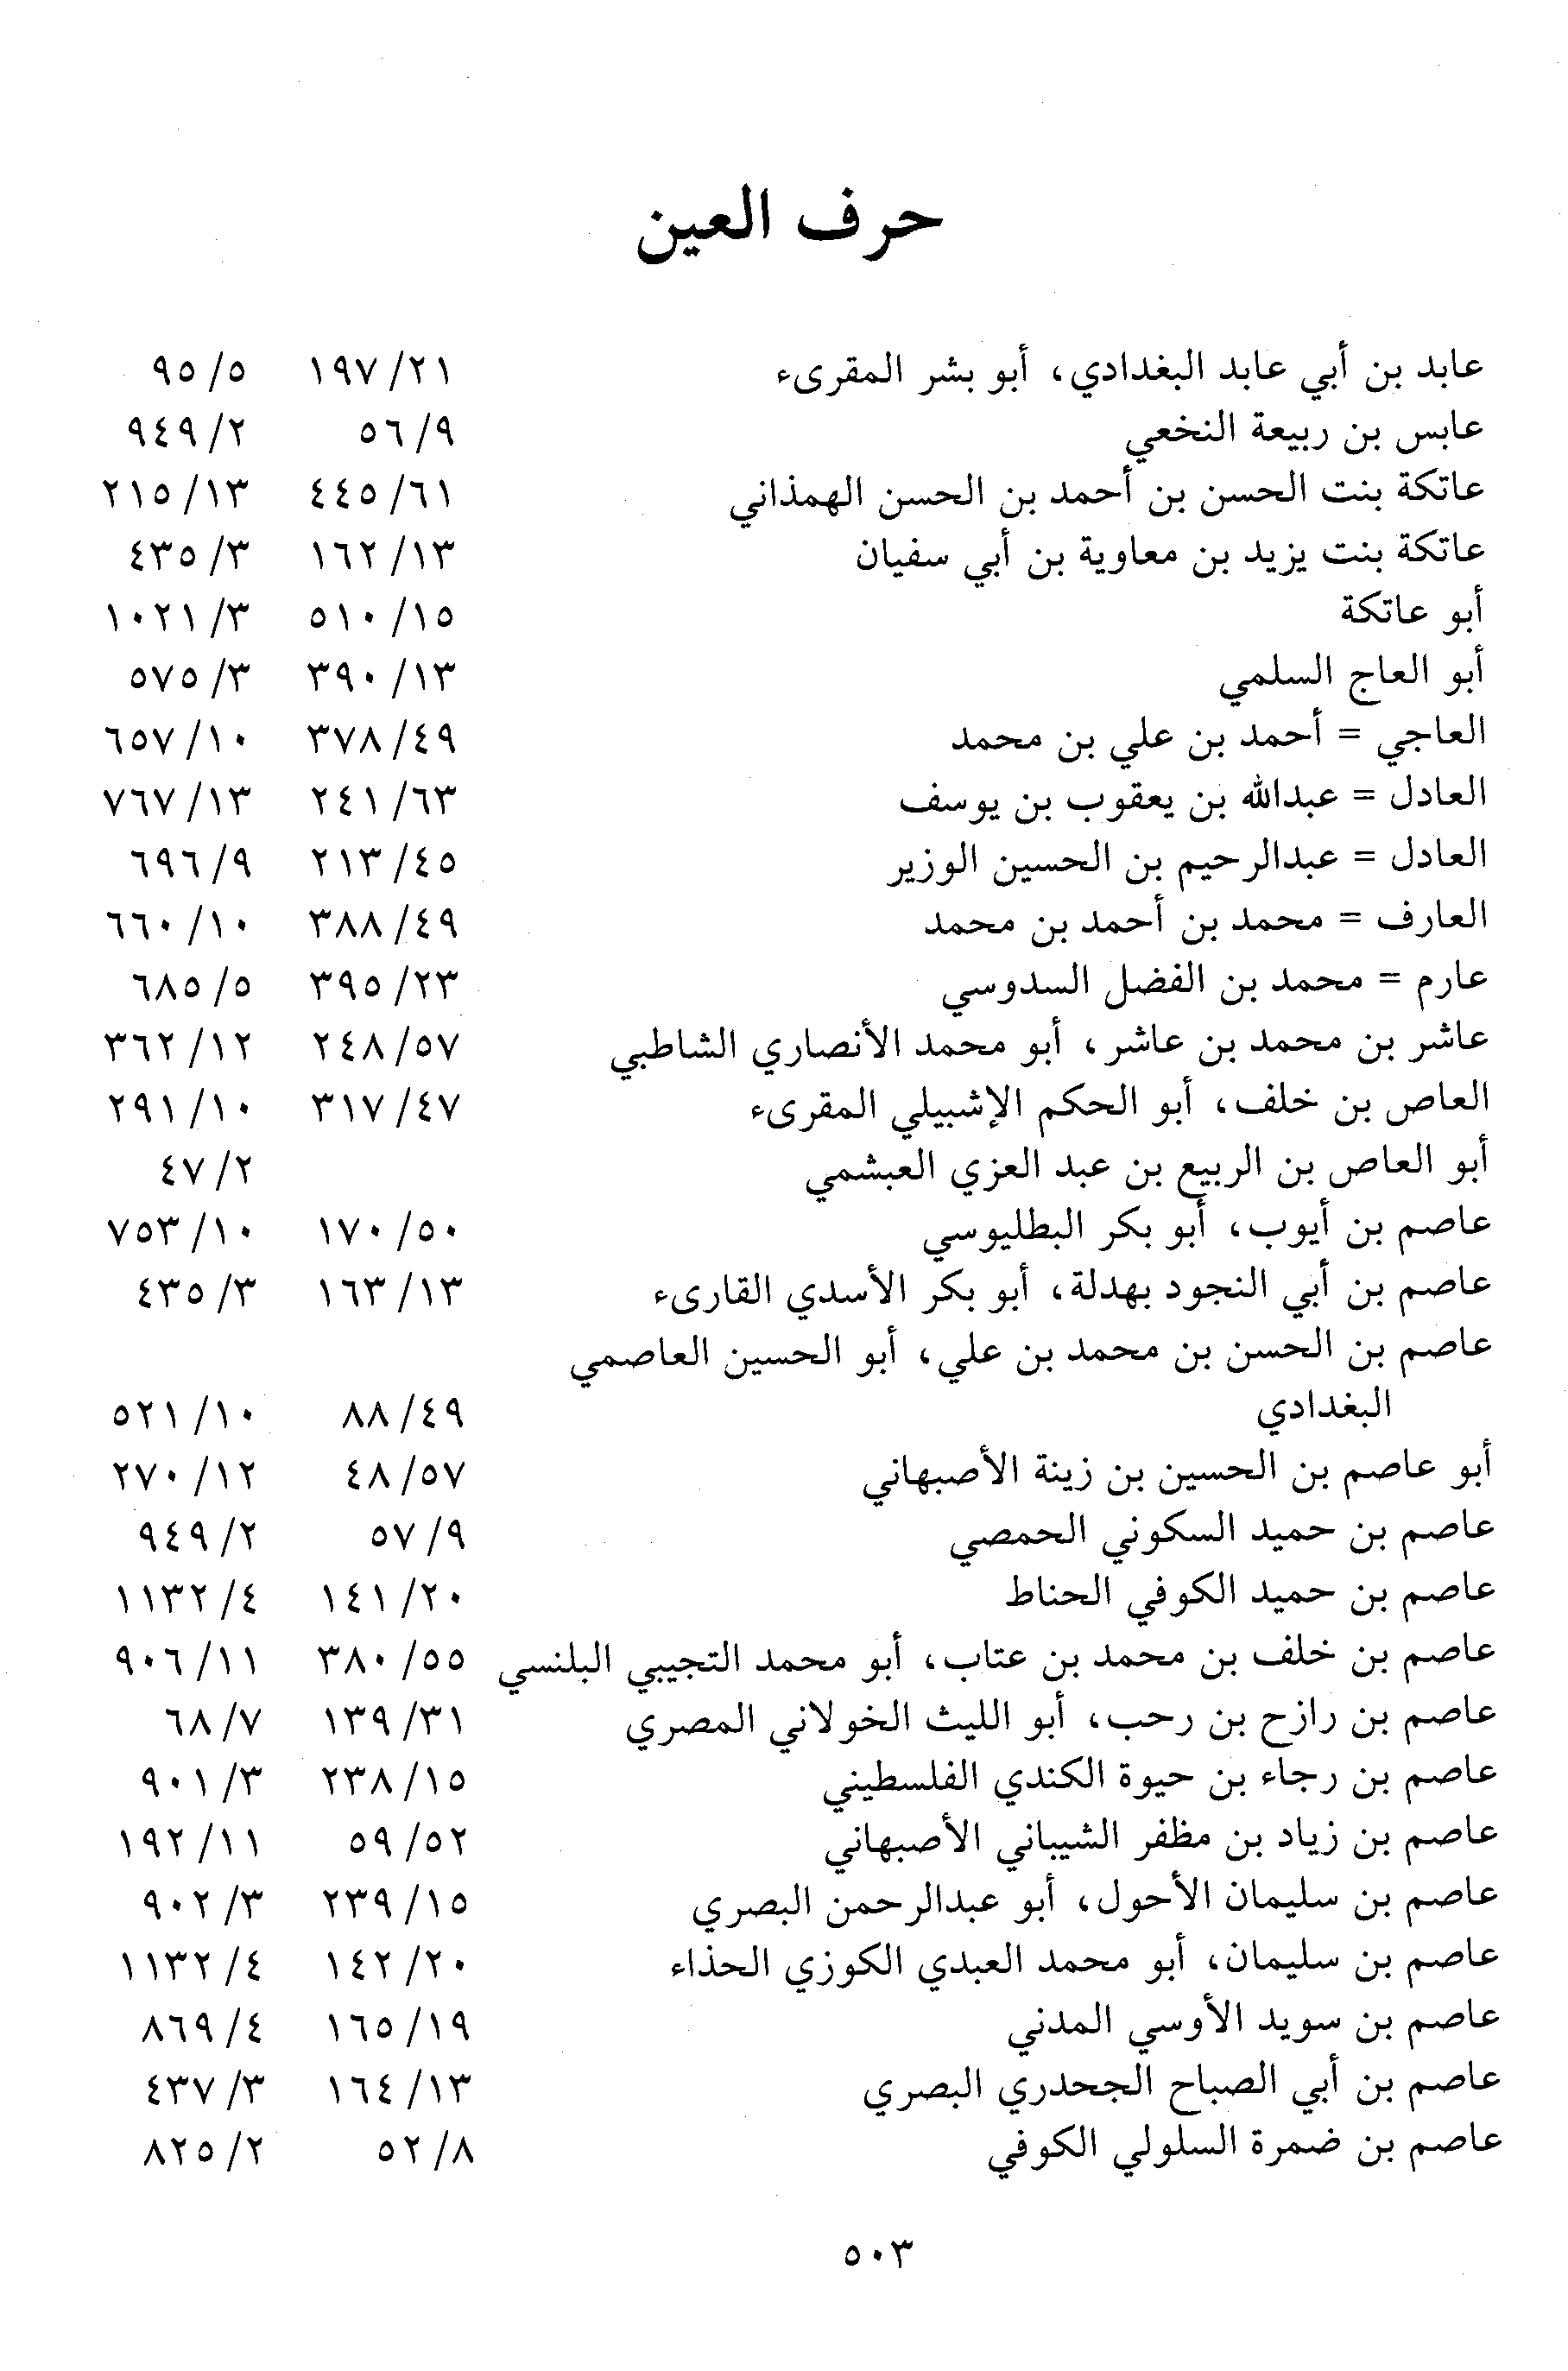 حرف العين
عابد بن أبي عابد البغدادي، أبو بشر المقرىء ٢١/ ١٩٧ ٥/ ٩٥
عابس بن ربيعة النخعي ٩/ ٥٦ ٢/ ٩٤٩
عاتكة بنت الحسن بن أحمد بن الحسن الهمذاني ٦١/ ٤٤٥ ١٣/ ٢١٥
عاتكة بنت يزيد بن معاوية بن أبي سفيان ١٣/ ١٦٢ ٣/ ٤٣٥
أبو عاتكة ١٥/ ٥١٠ ٣/ ١٠٢١
أبو العاج السلمي ١٣/ ٣٩٠ ٣/ ٥٧٥
العاجي = أحمد بن علي بن محمد ٤٩/ ٣٧٨ ١٠/ ٦٥٧
العادل = عبدالله بن يعقوب بن يوسف ٦٣/ ٢٤١ ١٣/ ٧٦٧
العادل = عبدالرحيم بن الحسين الوزير ٤٥/ ٢١٣ ٩/ ٦٩٦
العارف = محمد بن أحمد بن محمد ٤٩/ ٣٨٨ ١٠/ ٦٦٠
عارم = محمد بن الفضل السدوسي ٢٣/ ٣٩٥ ٥/ ٦٨٥
عاشر بن محمد بن عاشر، أبو محمد الأنصاري الشاطبي ٥٧/ ٢٤٨ ١٢/ ٣٦٢
العاص بن خلف، أبو الحكم الإشبيلي المقرىء ٤٧/ ٣١٧ ١٠/ ٢٩١
أبو العاص بن الربيع بن عبد العزي العبشمي ٢/ ٤٧
عاصم بن أيوب، أبو بكر البطليوسي ٥٠/ ١٧٠ ١٠/ ٧٥٣
عاصم بن أبي النجود بهدلة، أبو بكر الأسدي القارىء ١٣/ ١٦٣ ٣/ ٤٣٥
عاصم بن الحسن بن محمد بن علي، أبو الحسين العاصمي
البغدادي ٤٩/ ٨٨ ١٠/ ٥٢١
أبو عاصم بن الحسين بن زينة الأصبهاني ٥٧/ ٤٨ ١٢/ ٢٧٠
عاصم بن حميد السكوني الحمصي ٩/ ٥٧ ٢/ ٩٤٩
عاصم بن حميد الكوفي الحناط ٢٠/ ١٤١ ٤/ ١١٣٢
عاصم بن خلف بن محمد بن عتاب، أبو محمد التجيبي البلنسي ٥٥/ ٣٨٠ ١١/ ٩٠٦
عاصم بن رازح بن رحب، أبو الليث الخولاني المصري ٣١/ ١٣٩ ٧/ ٦٨
عاصم بن رجاء بن حيوة الكندي الفلسطيني ١٥/ ٢٣٨ ٣/ ٩٠١
عاصم بن زياد بن مظفر الشيباني الأصبهاني ٥٢/ ٥٩ ١١/ ١٩٢
عاصم بن سليمان الأحول، أبو عبدالرحمن البصري ١٥/ ٢٣٩ ٣/ ٩٠٢
عاصم بن سليمان، أبو محمد العبدي الكوزي الحذاء ٢٠/ ١٤٢ ٤/ ١١٣٢
عاصم بن سويد الأوسي المدني ١٩/ ١٦٥ ٤/ ٨٦٩
عاصم بن أبي الصباح الجحدري البصري ١٣/ ١٦٤ ٣/ ٤٣٧
عاصم بن ضمرة السلولي الكوفي ٨/ ٥٢ ٢/ ٨٢٥
٥٠٣